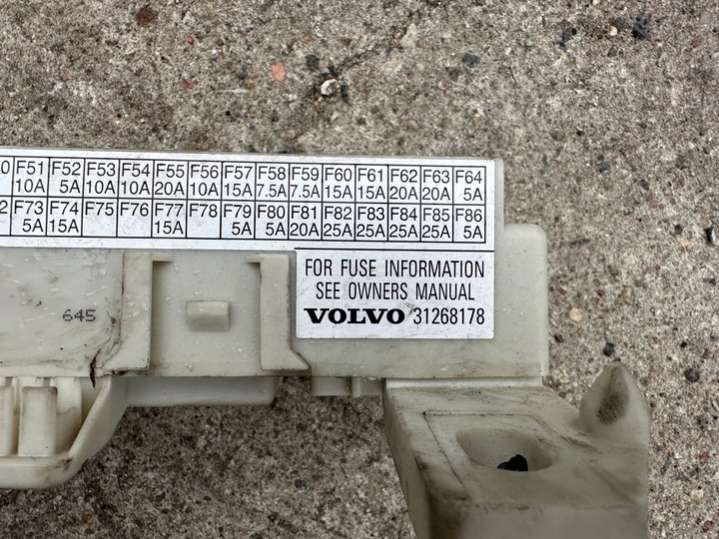 0 F51 F52 F53 F54 F55 F56 F57 F58 F59 F60 F61 F62 F63 F64
10A 5A 10A 10A 20A 10A 15A 7.5A 7.5A 15A 15A 20A 20A 5A
2 F73 F74 F75 F76 F77 F78 F79 F80 F81 F82 F83 F84 F85 F86
5A 15A 15A 5A 5A 20A 25A 25A 25A 25A 5A
FOR FUSE INFORMATION
SEE OWNERS MANUAL
VOLVO 31268178
645